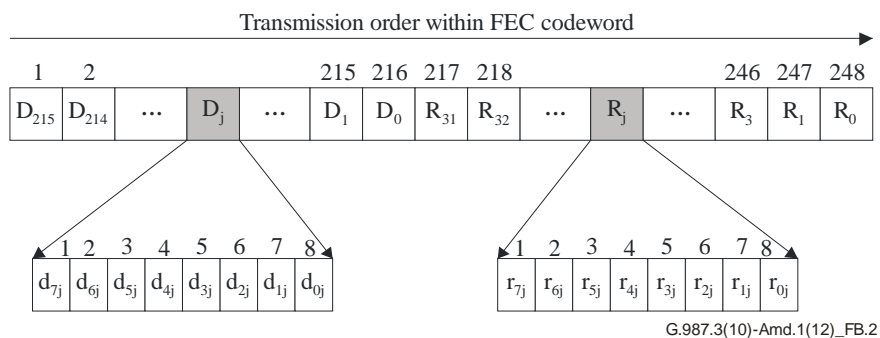 Transmission order within FEC codeword
1 2 215 216 217 218 246 247 248
D215 D214 ... Dj ... D1 D0 R31 R32 ... Rj ... R3 R1 R0
1 2 3 4 5 6 7 8 1 2 3 4 5 6 7 8
d7j d6j d5j d4j d3j d2j d1j d0j r7j r6j r5j r4j r3j r2j r1j r0j
G.987.3(10)-Amd.1(12)_FB.2